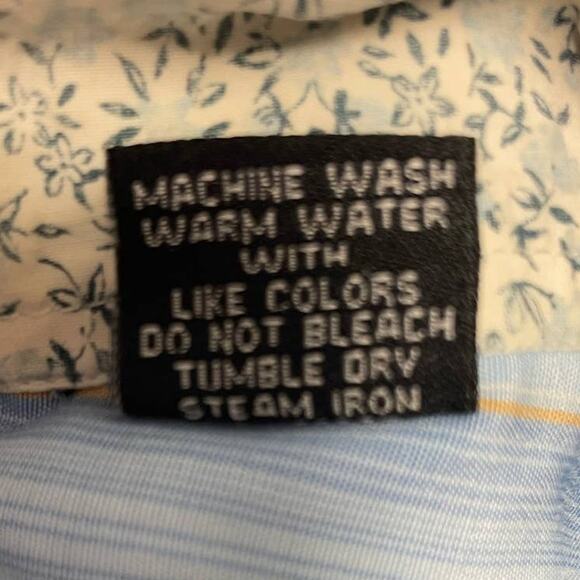 MACHINE WASH
WARM WATER
WITH
LIKE COLORS
DO NOT BLEACH
TUMBLE DRY
STEAM IRON